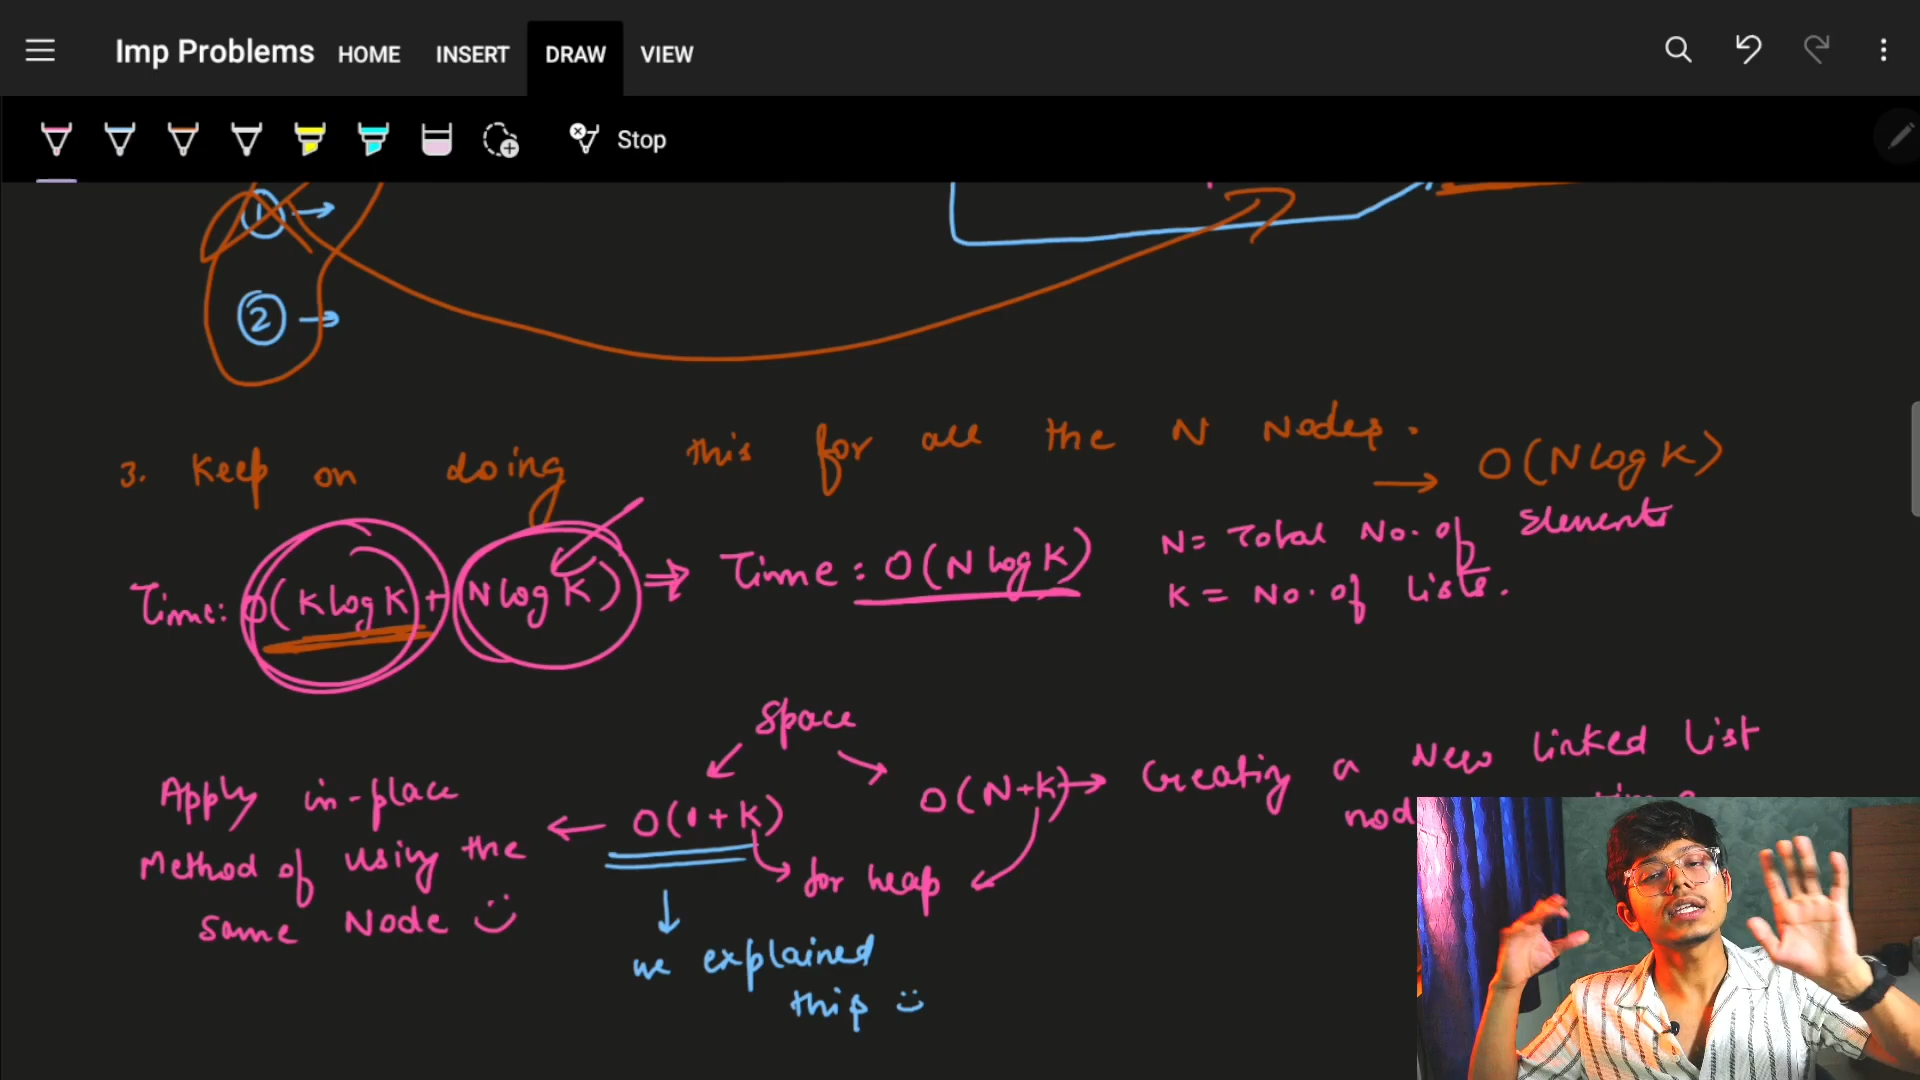 Imp Problems HOME INSERT DRAW VIEW
Stop
1
2
3. Keep on doing this for all the N Nodes. → O(N log K)
Time: O(K log K + N log K) ⇒ Time: O(N log K)
N = Total No. of Elements
K = No. of Lists.
Space
O(1 + K)
O(N+K) → Creating a New Linked List
Apply in-place
Method of using the
same Node
for heap
we explained
this